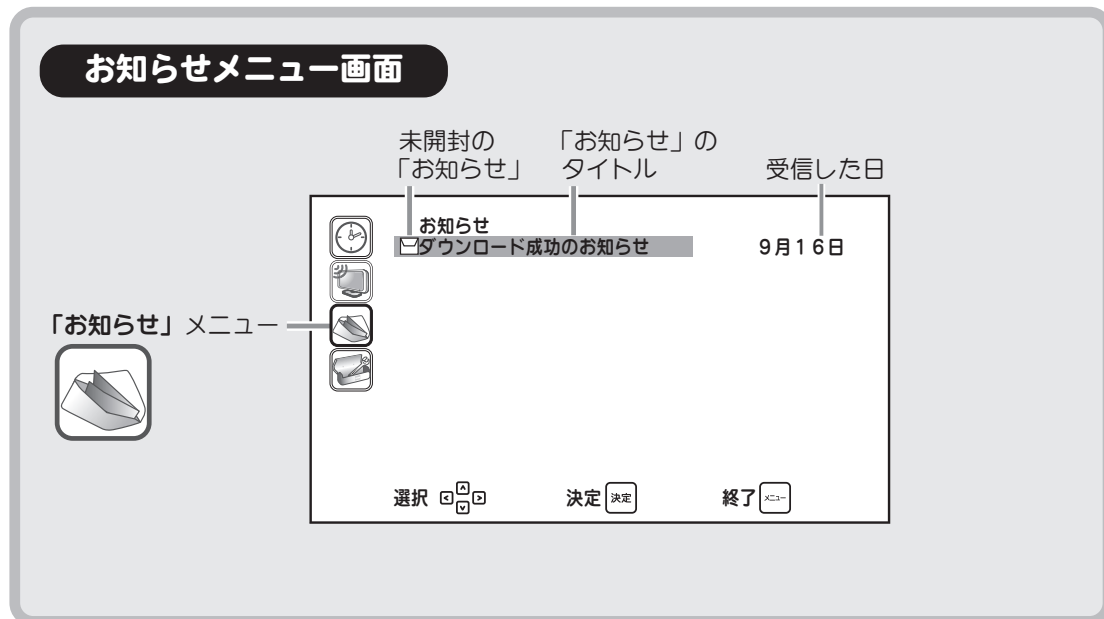 お知らせメニュー画面
未開封の
「お知らせ」
「お知らせ」の
タイトル
受信した日
お知らせ
ダウンロード成功のお知らせ
9月16日
「お知らせ」メニュー
選択
決定 決定
終了 メニュー